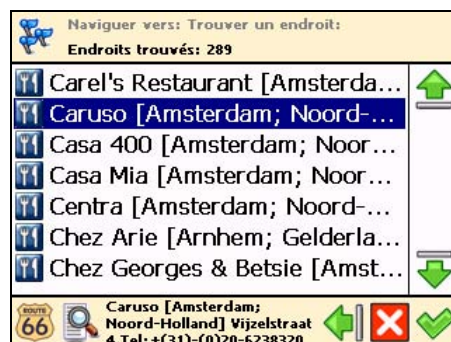 Naviguer vers: Trouver un endroit:
Endroits trouvés: 289
Carel's Restaurant [Amsterda...
Caruso [Amsterdam; Noord-...
Casa 400 [Amsterdam; Noor...
Casa Mia [Amsterdam; Noor...
Centra [Amsterdam; Noord-...
Chez Arie [Arnhem; Gelderla...
Chez Georges & Betsie [Amst...
ROUTE
66
Caruso [Amsterdam;
Noord-Holland] Vijzelstraat
4 Tel:+(31)-(0)20-6238320